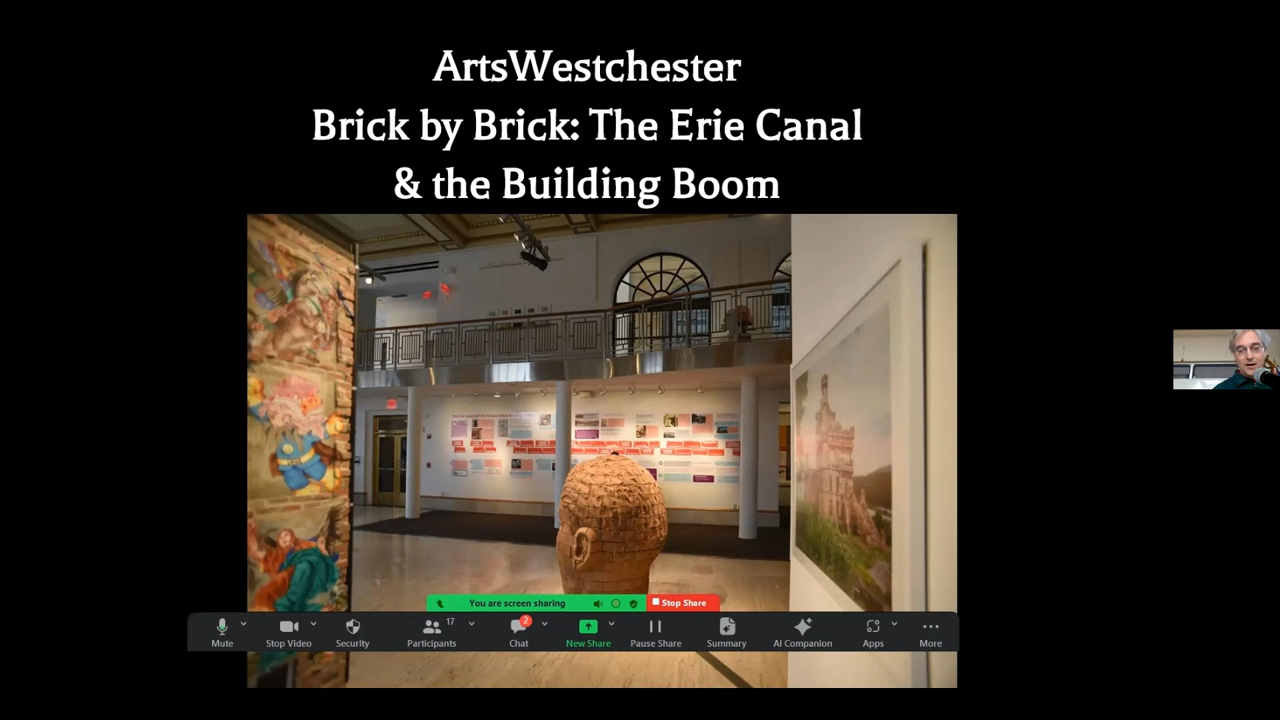 ArtsWestchester
Brick by Brick: The Erie Canal
& the Building Boom
You are screen sharing
Stop Share
17
2
Mute
Stop Video
Security
Participants
Chat
New Share
Pause Share
Summary
AI Companion
Apps
More